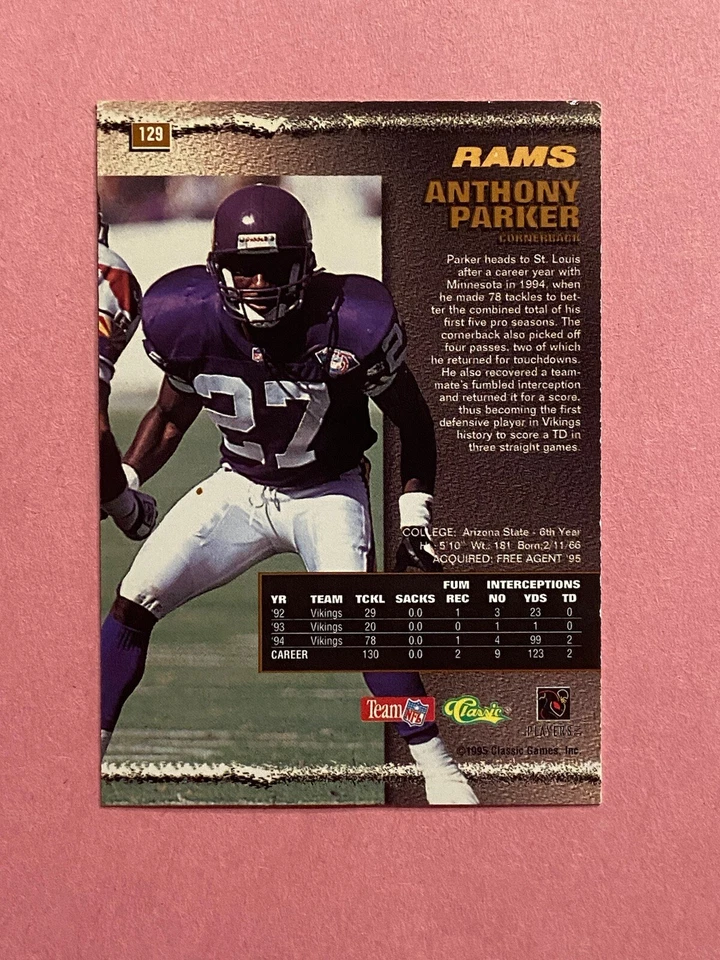 129
RAMS
ANTHONY
PARKER
CORNERBACK
Parker heads to St. Louis
after a career year with
Minnesota in 1994, when
he made 78 tackles to bet-
ter the combined total of his
first five pro seasons. The
cornerback also picked off
four passes, two of which
he returned for touchdowns.
He also recovered a team-
mate's fumbled interception
and returned it for a score,
thus becoming the first
defensive player in Vikings
history to score a TD in
three straight games.
27
COLLEGE: Arizona State - 6th Year
Ht.: 5'10" Wt.: 181 Born:2/11/66
ACQUIRED: FREE AGENT '95
FUM INTERCEPTIONS
YR TEAM TCKL SACKS REC NO YDS TD
'92 Vikings 29 0.0 1 3 23 0
'93 Vikings 20 0.0 0 1 1 0
'94 Vikings 78 0.0 1 4 99 2
CAREER 130 0.0 2 9 123 2
Team NFL Classic PLAYERS
©1995 Classic Games, Inc.